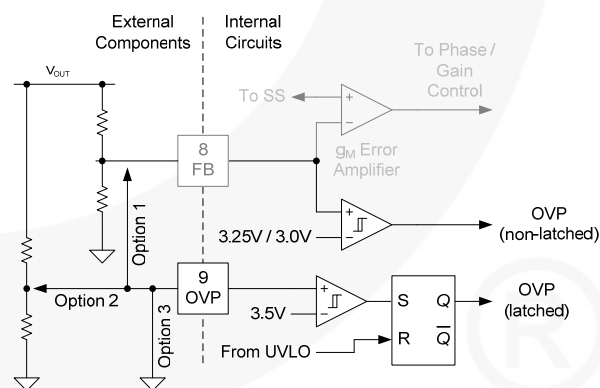 External
Components
Internal
Circuits
VOUT
To SS
+
−
To Phase /
Gain
Control
8
FB
gM Error
Amplifier
Option 1
+
−
3.25V / 3.0V
OVP
(non-latched)
9
OVP
Option 2
Option 3
+
−
3.5V
S Q
R Q̅
OVP
(latched)
From UVLO
®